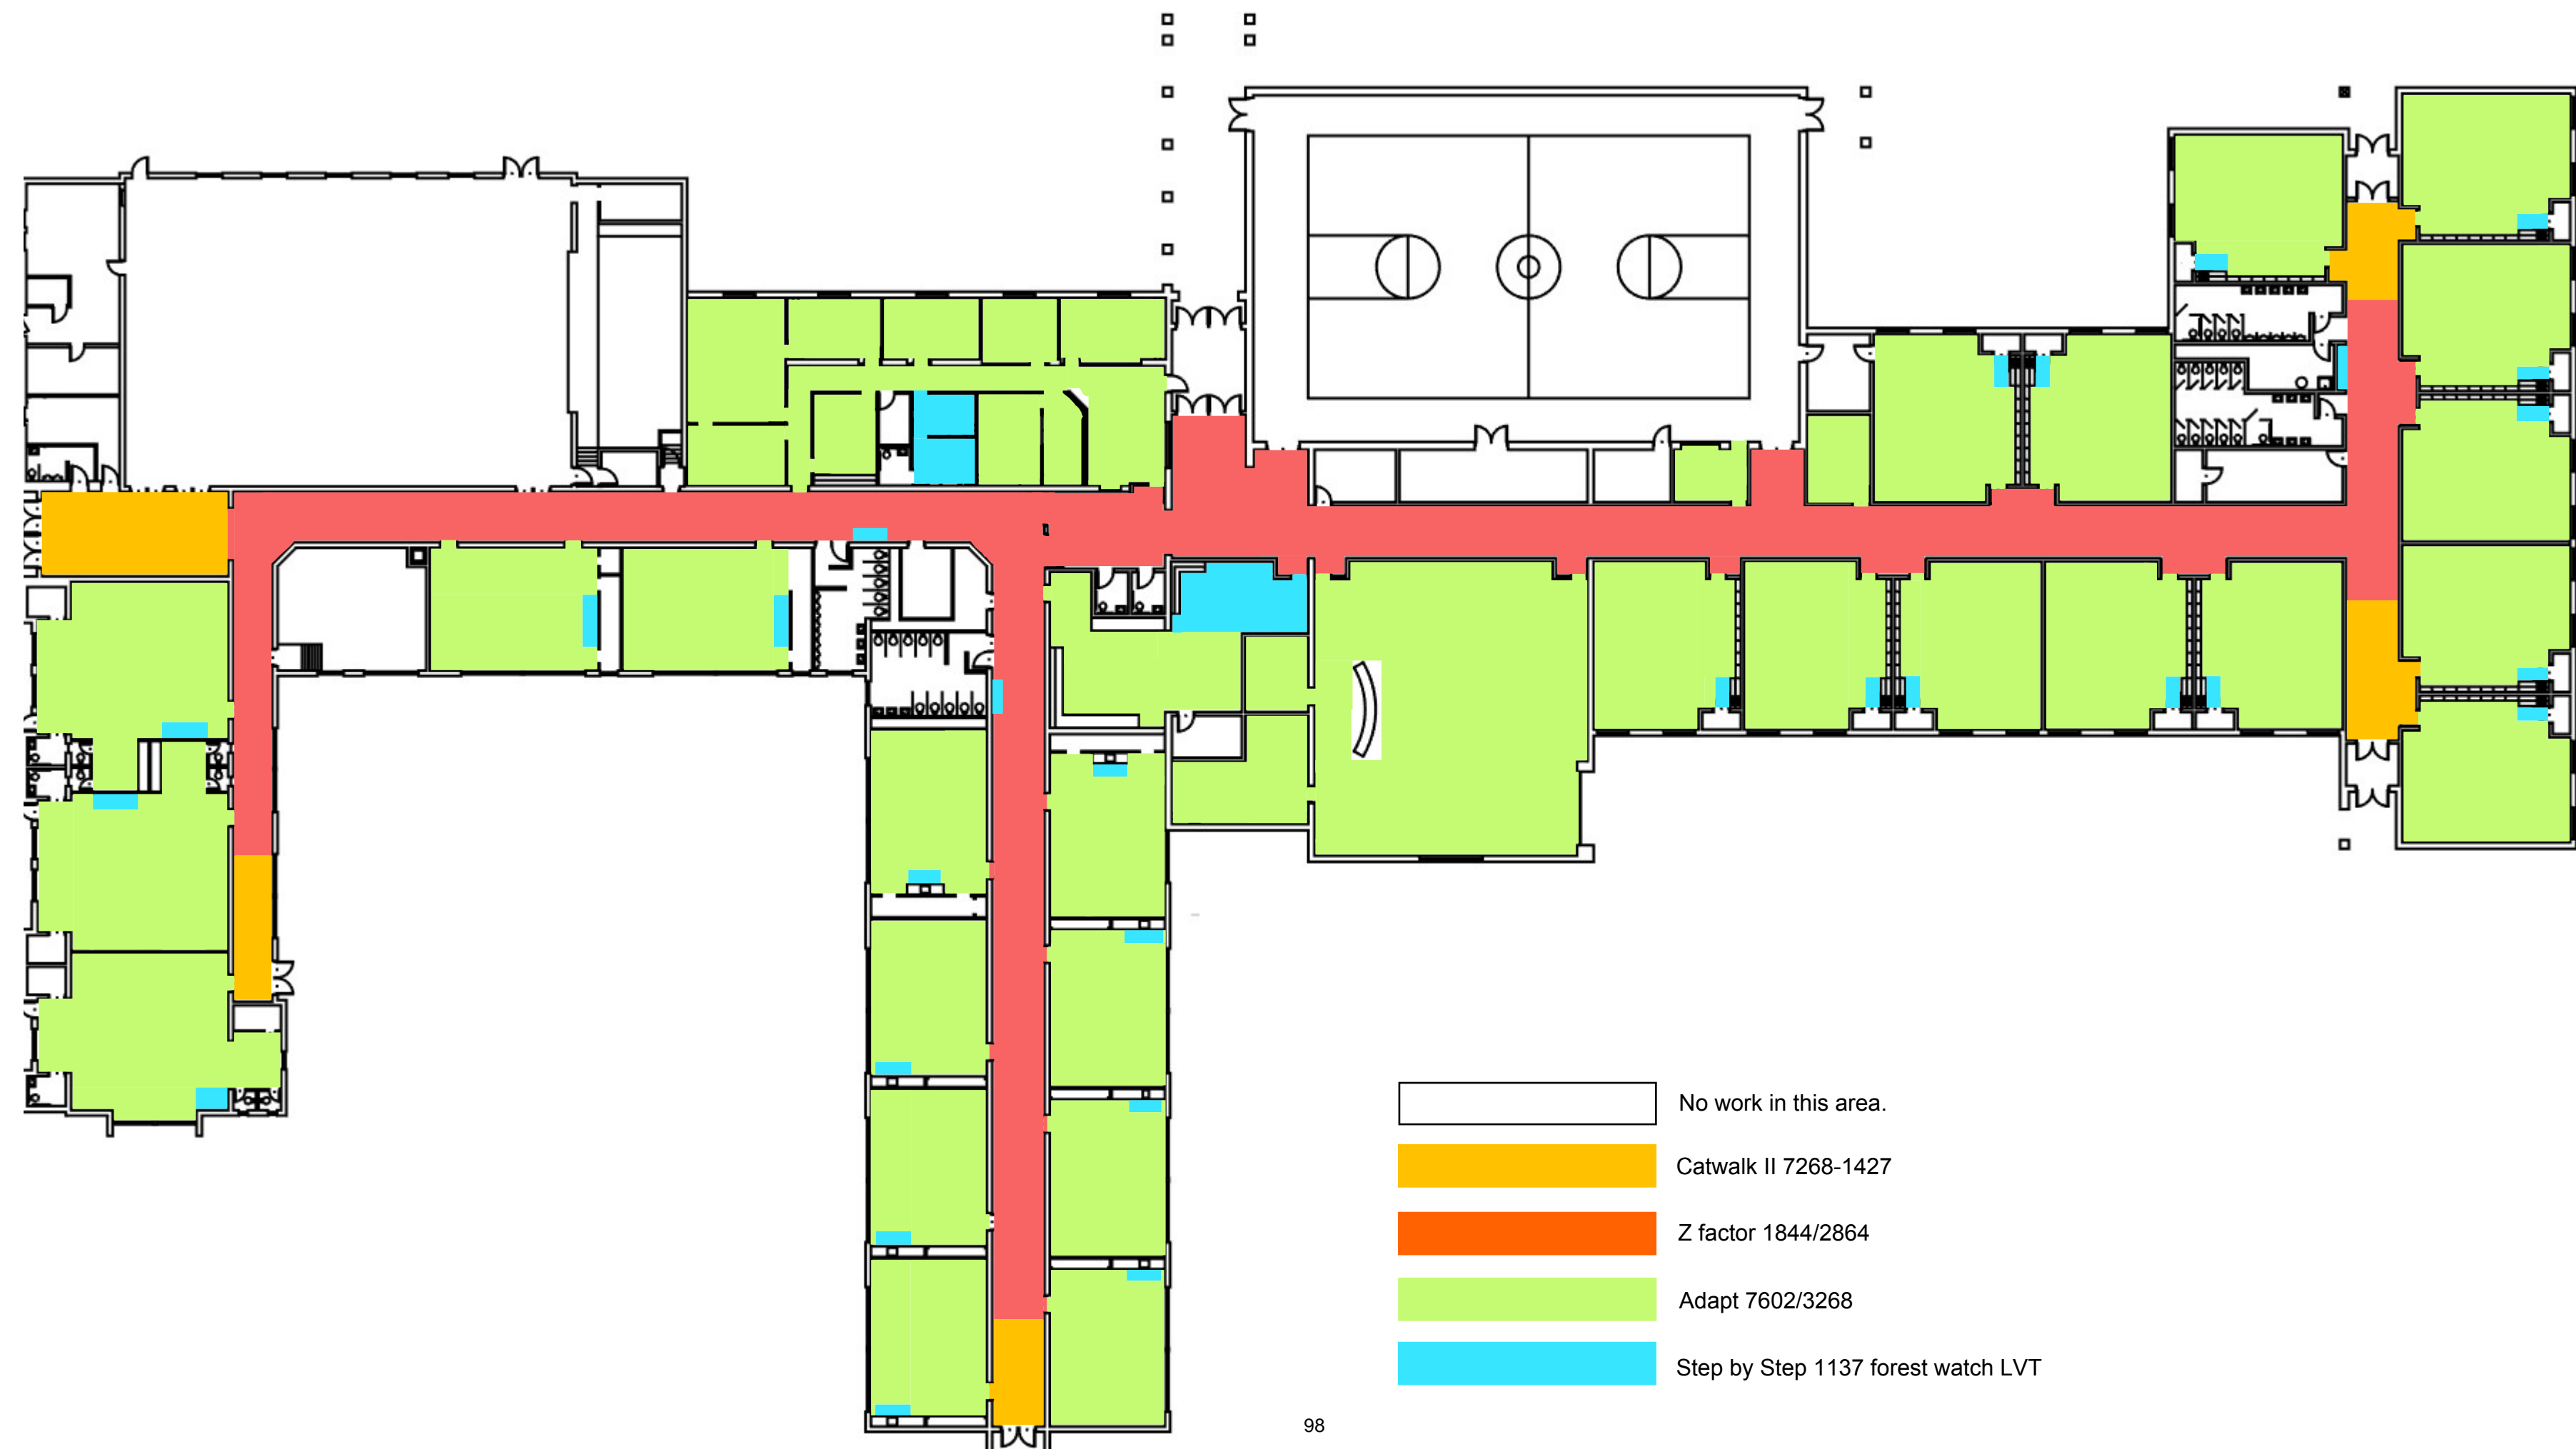 No work in this area.
Catwalk II 7268-1427
Z factor 1844/2864
Adapt 7602/3268
Step by Step 1137 forest watch LVT
98